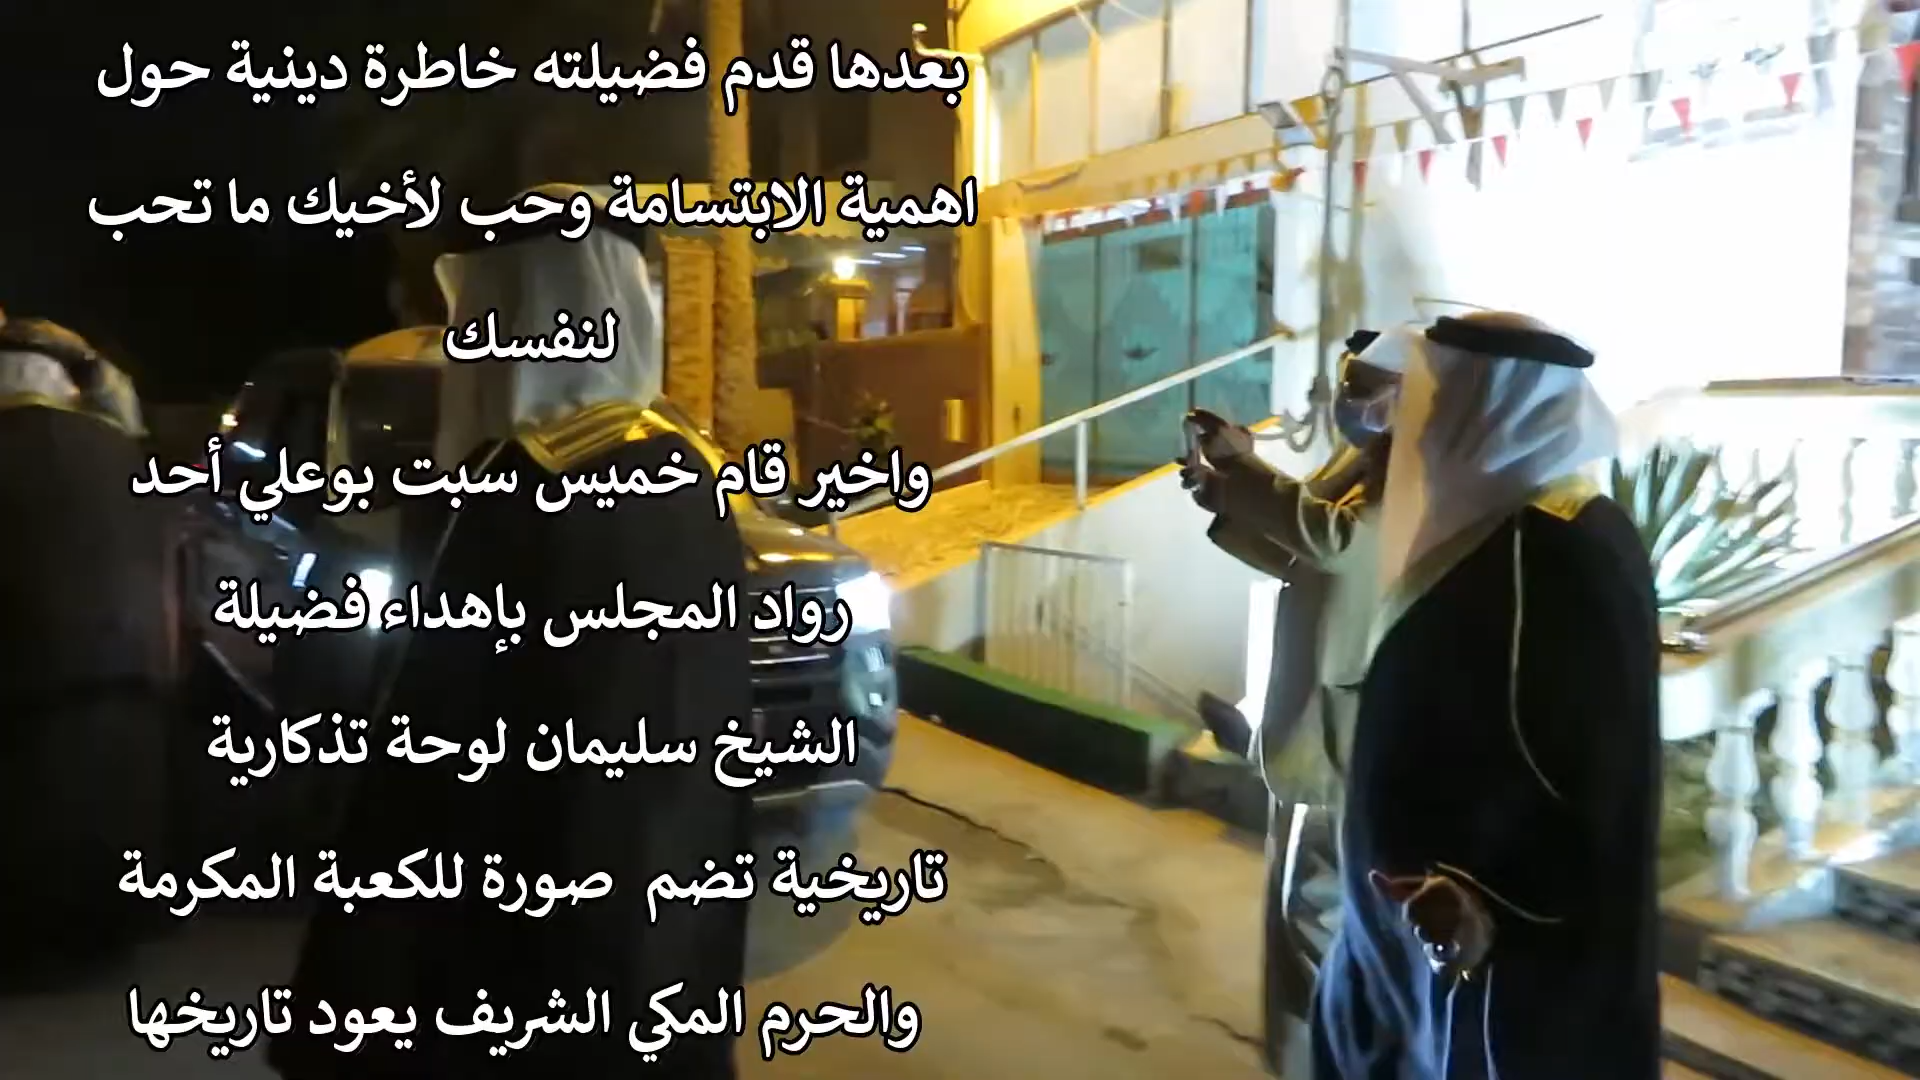 بعدها قدم فضيلته خاطرة دينية حول
اهمية الابتسامة وحب لأخيك ما تحب
لنفسك
واخير قام خميس سبت بوعلي أحد
رواد المجلس بإهداء فضيلة
الشيخ سليمان لوحة تذكارية
تاريخية تضم صورة للكعبة المكرمة
والحرم المكي الشريف يعود تاريخها